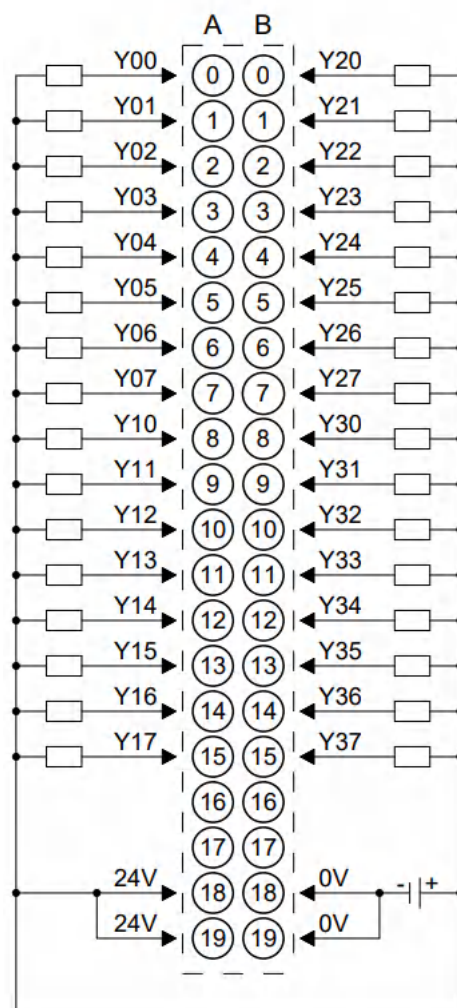 A B
Y00 0 0 Y20
Y01 1 1 Y21
Y02 2 2 Y22
Y03 3 3 Y23
Y04 4 4 Y24
Y05 5 5 Y25
Y06 6 6 Y26
Y07 7 7 Y27
Y10 8 8 Y30
Y11 9 9 Y31
Y12 10 10 Y32
Y13 11 11 Y33
Y14 12 12 Y34
Y15 13 13 Y35
Y16 14 14 Y36
Y17 15 15 Y37
16 16
17 17
24V 18 18 0V - +
24V 19 19 0V